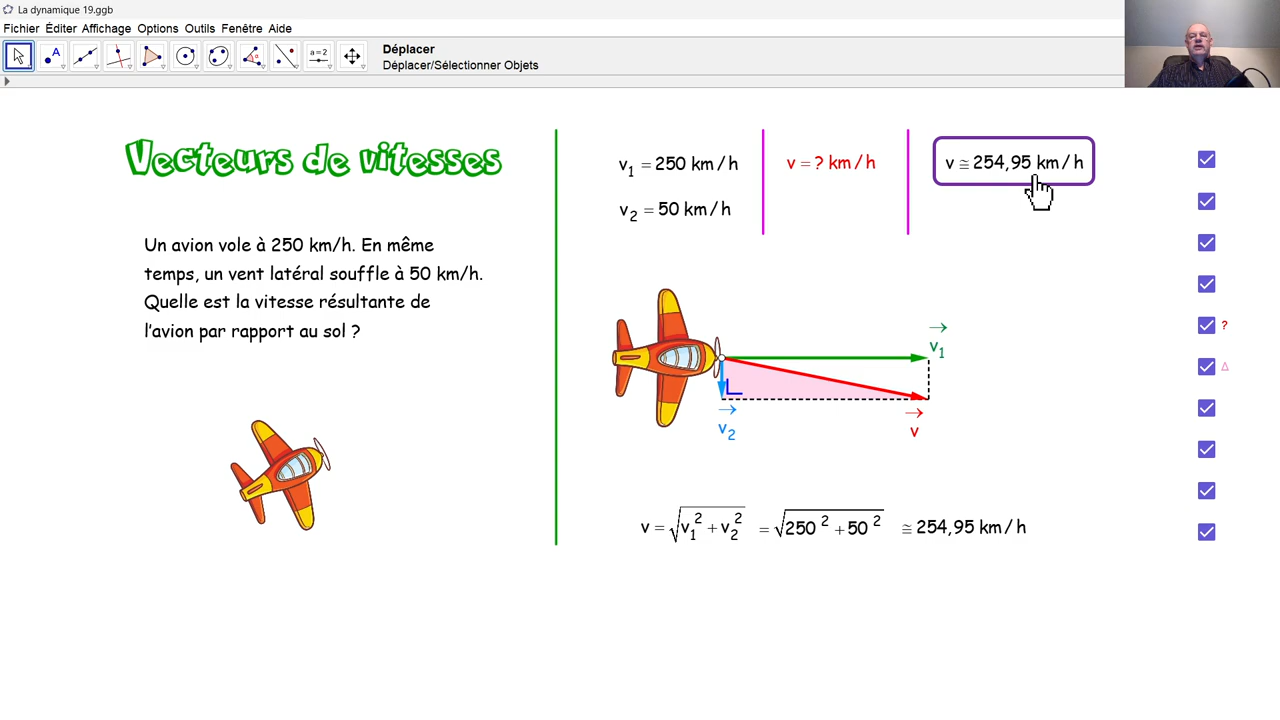 La dynamique 19.ggb
Fichier Éditer Affichage Options Outils Fenêtre Aide
A
a=2
Déplacer
Déplacer/Sélectionner Objets
Vecteurs de vitesses
Un avion vole à 250 km/h. En même
temps, un vent latéral souffle à 50 km/h.
Quelle est la vitesse résultante de
l'avion par rapport au sol ?
v₁ = 250 km/h
v₂ = 50 km/h
v = ? km/h
v ≅ 254,95 km/h
?
Δ
v₁
v₂
v
v = √(v₁² + v₂²) = √(250² + 50²) ≅ 254,95 km/h